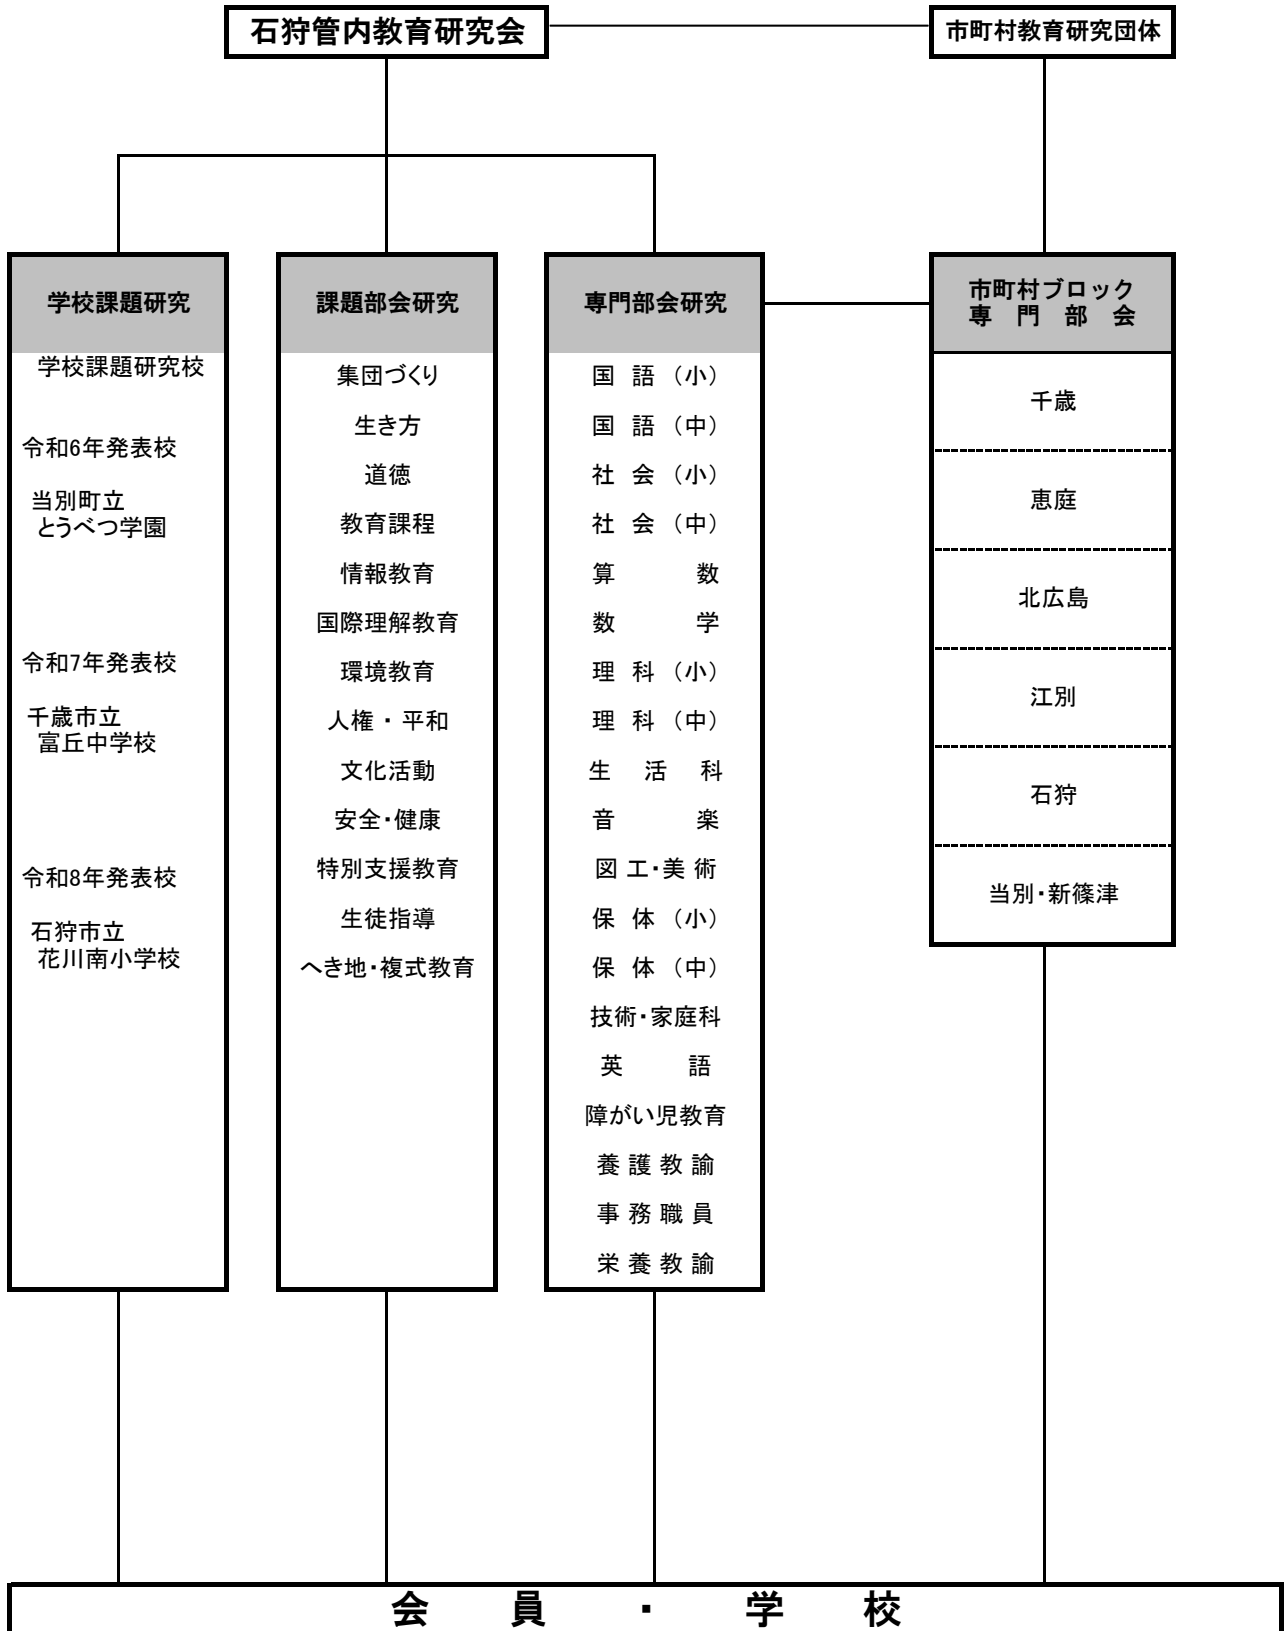 石狩管内教育研究会
市町村教育研究団体
学校課題研究
学校課題研究校
令和6年発表校
当別町立
とうべつ学園
令和7年発表校
千歳市立
富丘中学校
令和8年発表校
石狩市立
花川南小学校
課題部会研究
集団づくり
生き方
道徳
教育課程
情報教育
国際理解教育
環境教育
人権・平和
文化活動
安全・健康
特別支援教育
生徒指導
へき地・複式教育
専門部会研究
国 語 （小）
国 語 （中）
社 会 （小）
社 会 （中）
算 数
数 学
理 科 （小）
理 科 （中）
生 活 科
音 楽
図 工・美 術
保 体 （小）
保 体 （中）
技術・家庭科
英 語
障がい児教育
養 護 教 諭
事 務 職 員
栄 養 教 諭
市町村ブロック
専 門 部 会
千歳
恵庭
北広島
江別
石狩
当別・新篠津
会 員 ・ 学 校